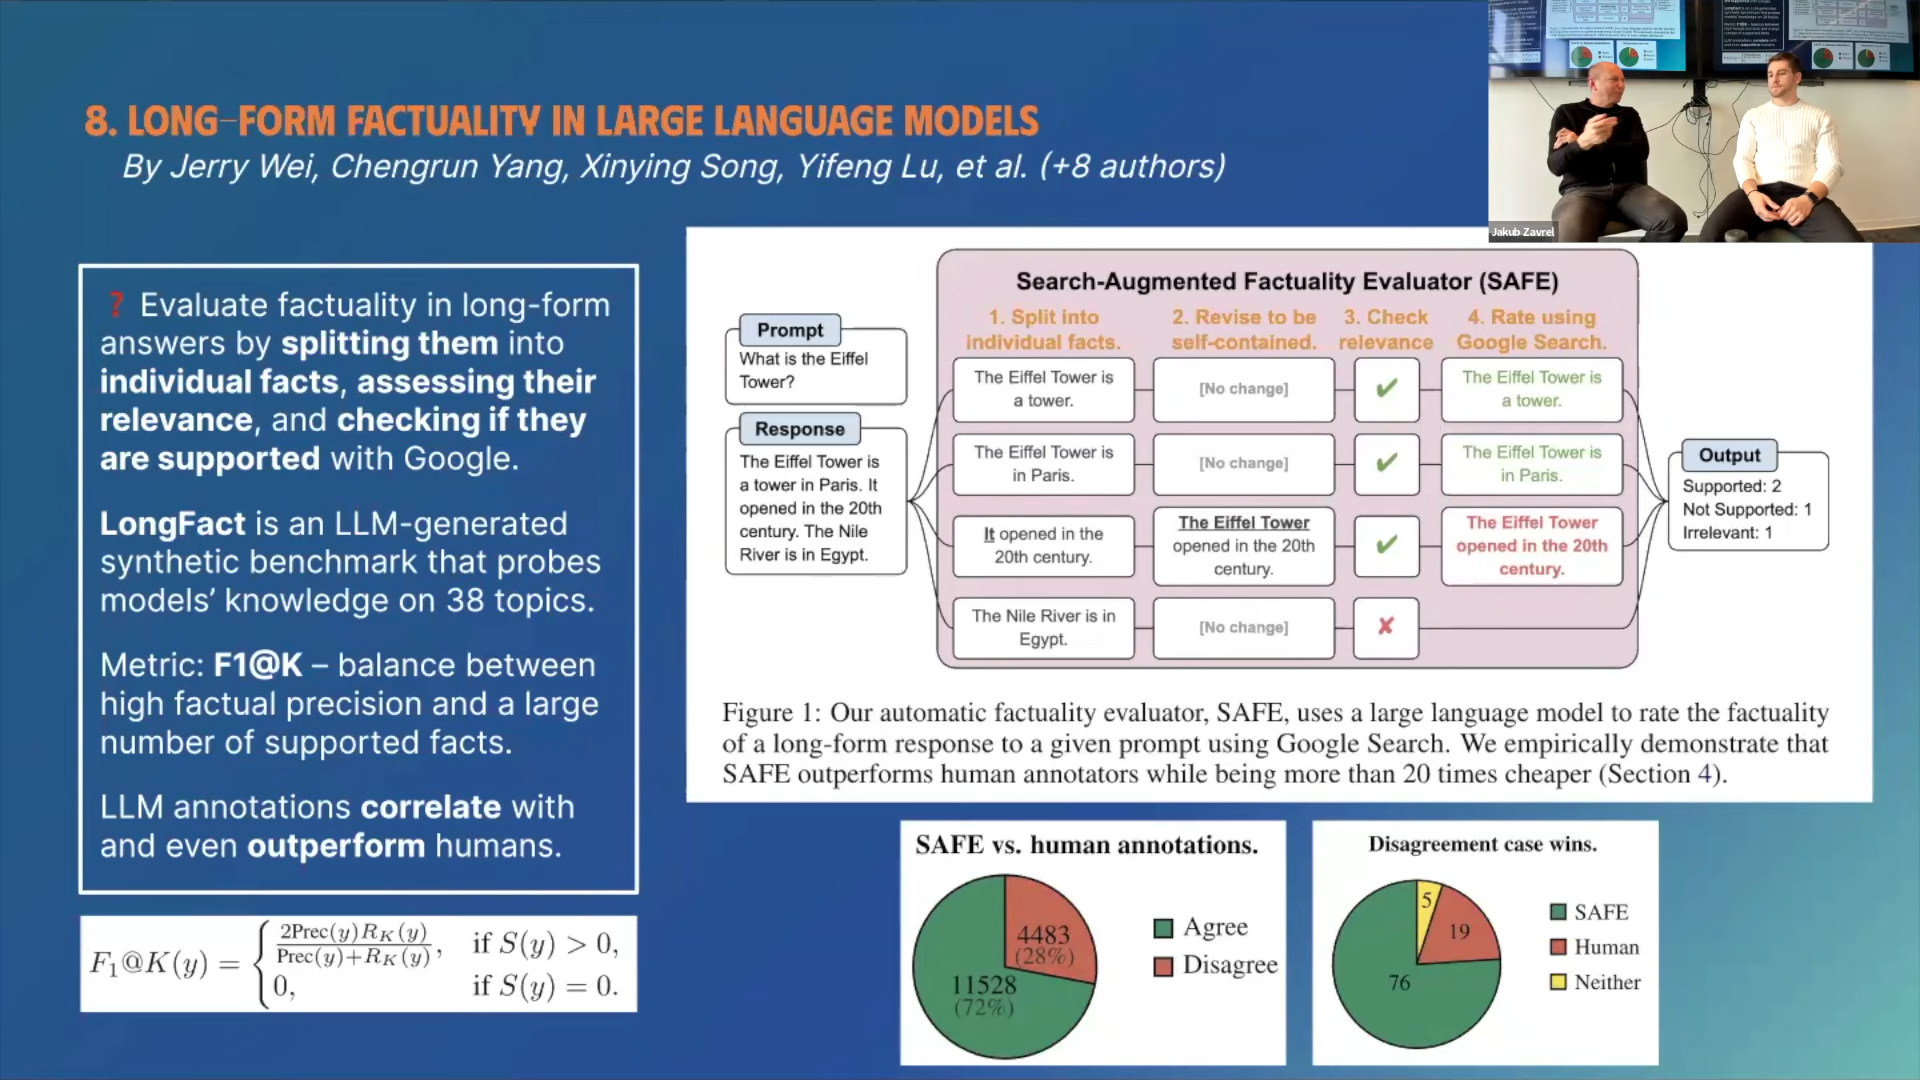 8. LONG-FORM FACTUALITY IN LARGE LANGUAGE MODELS
By Jerry Wei, Chengrun Yang, Xinying Song, Yifeng Lu, et al. (+8 authors)
Jakub Zavrel
❓ Evaluate factuality in long-form
answers by splitting them into
individual facts, assessing their
relevance, and checking if they
are supported with Google.
LongFact is an LLM-generated
synthetic benchmark that probes
models' knowledge on 38 topics.
Metric: F1@K – balance between
high factual precision and a large
number of supported facts.
LLM annotations correlate with
and even outperform humans.
F₁@K(y) = { 2Prec(y)R_K(y) / Prec(y)+R_K(y), if S(y) > 0,
0, if S(y) = 0.
Search-Augmented Factuality Evaluator (SAFE)
1. Split into
individual facts.
2. Revise to be
self-contained.
3. Check
relevance
4. Rate using
Google Search.
Prompt
What is the Eiffel
Tower?
Response
The Eiffel Tower is
a tower in Paris. It
opened in the 20th
century. The Nile
River is in Egypt.
The Eiffel Tower is
a tower.
[No change]
✔
The Eiffel Tower is
a tower.
The Eiffel Tower is
in Paris.
[No change]
✔
The Eiffel Tower is
in Paris.
It opened in the
20th century.
The Eiffel Tower
opened in the 20th
century.
✔
The Eiffel Tower
opened in the 20th
century.
The Nile River is in
Egypt.
[No change]
✘
Output
Supported: 2
Not Supported: 1
Irrelevant: 1
Figure 1: Our automatic factuality evaluator, SAFE, uses a large language model to rate the factuality
of a long-form response to a given prompt using Google Search. We empirically demonstrate that
SAFE outperforms human annotators while being more than 20 times cheaper (Section 4).
SAFE vs. human annotations.
4483
(28%)
11528
(72%)
Agree
Disagree
Disagreement case wins.
5
19
76
SAFE
Human
Neither